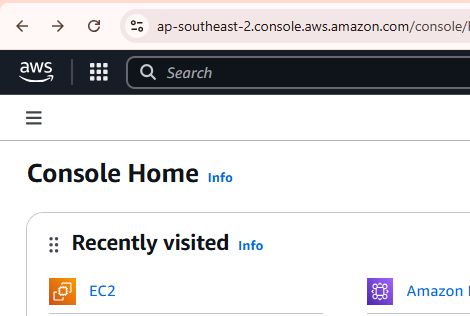 ap-southeast-2.console.aws.amazon.com/console/
aws
Search
Console Home Info
Recently visited Info
EC2
Amazon